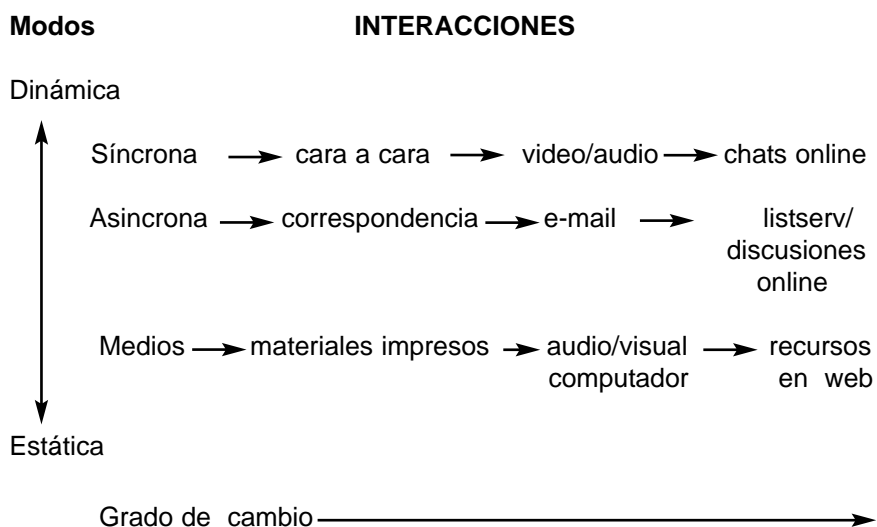 Modos INTERACCIONES
Dinámica
Síncrona cara a cara video/audio chats online
Asincrona correspondencia e-mail listserv/
discusiones
online
Medios materiales impresos audio/visual recursos
computador en web
Estática
Grado de cambio